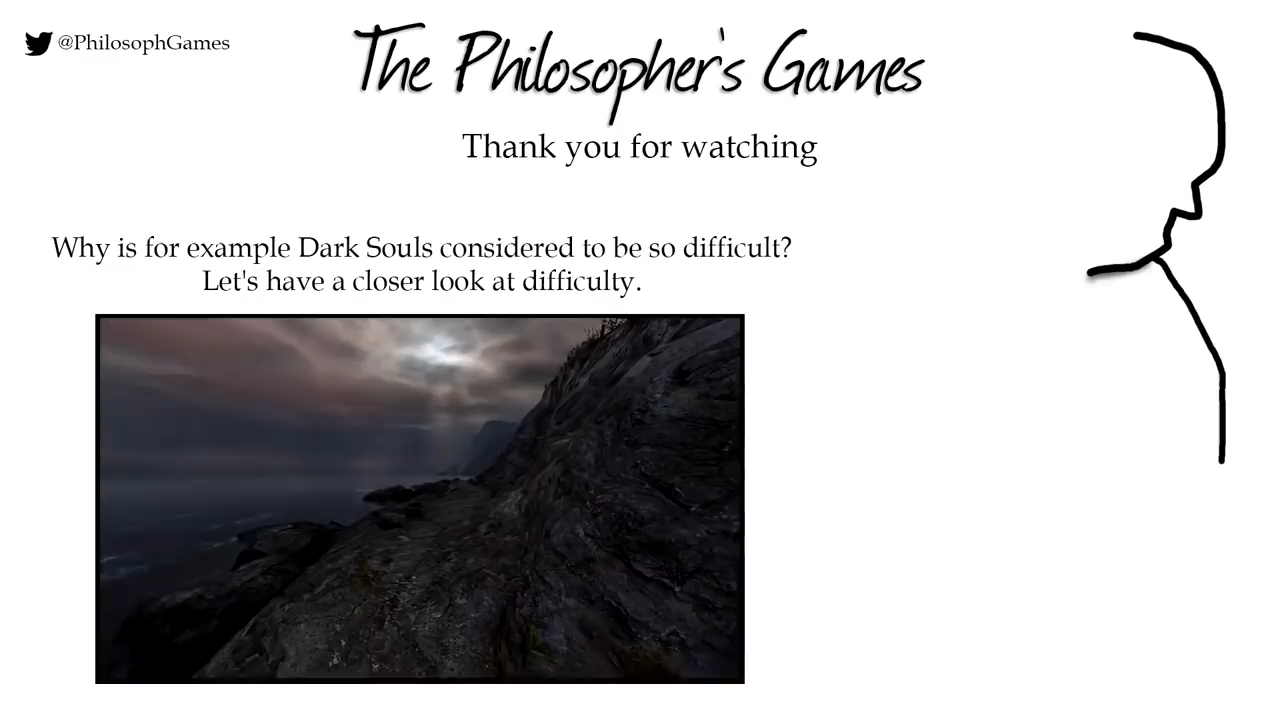 @PhilosophGames
The Philosopher's Games
Thank you for watching
Why is for example Dark Souls considered to be so difficult?
Let's have a closer look at difficulty.